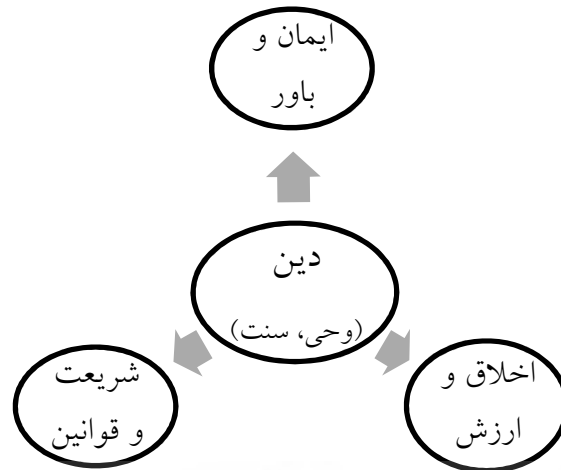 ایمان و
باور
دین
(وحی، سنت)
اخلاق و
ارزش
شریعت
و قوانین